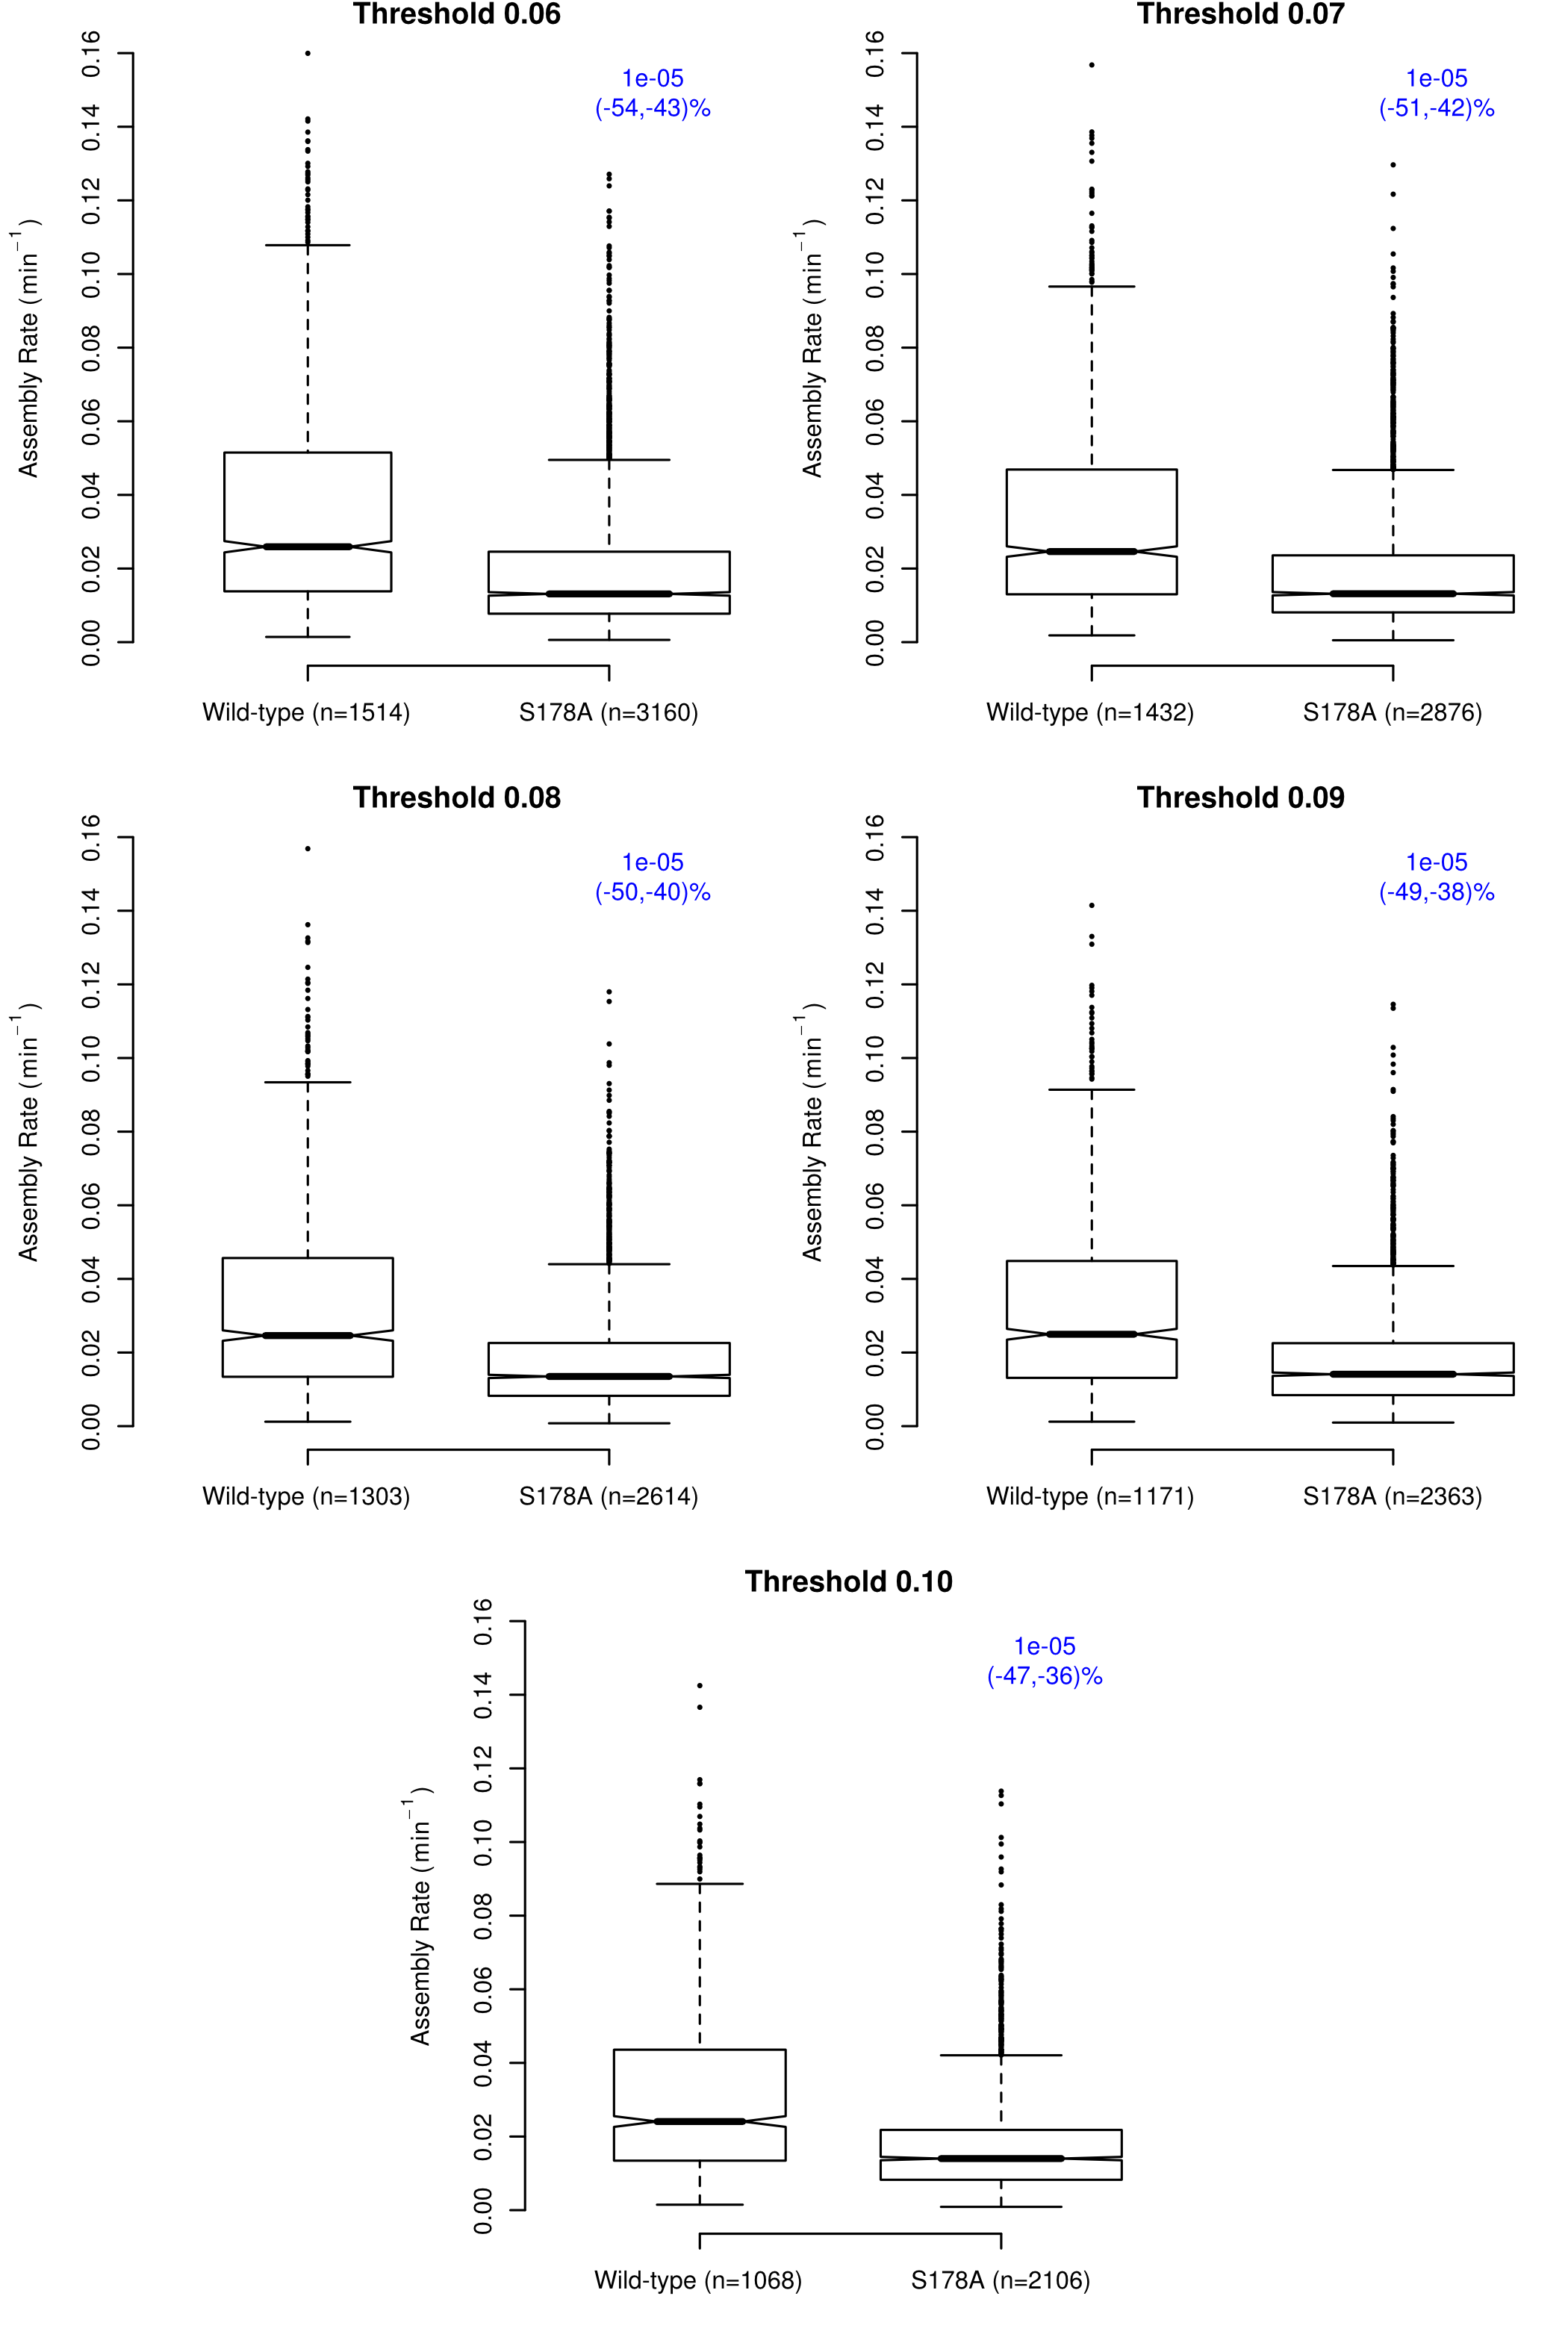 Threshold 0.06
1e-05
(-54,-43)%
Assembly Rate (min⁻¹)
0.16
0.14
0.12
0.10
0.08
0.06
0.04
0.02
0.00
Wild-type (n=1514) S178A (n=3160)
Threshold 0.07
1e-05
(-51,-42)%
Assembly Rate (min⁻¹)
0.16
0.14
0.12
0.10
0.08
0.06
0.04
0.02
0.00
Wild-type (n=1432) S178A (n=2876)
Threshold 0.08
1e-05
(-50,-40)%
Assembly Rate (min⁻¹)
0.16
0.14
0.12
0.10
0.08
0.06
0.04
0.02
0.00
Wild-type (n=1303) S178A (n=2614)
Threshold 0.09
1e-05
(-49,-38)%
Assembly Rate (min⁻¹)
0.16
0.14
0.12
0.10
0.08
0.06
0.04
0.02
0.00
Wild-type (n=1171) S178A (n=2363)
Threshold 0.10
1e-05
(-47,-36)%
Assembly Rate (min⁻¹)
0.16
0.14
0.12
0.10
0.08
0.06
0.04
0.02
0.00
Wild-type (n=1068) S178A (n=2106)